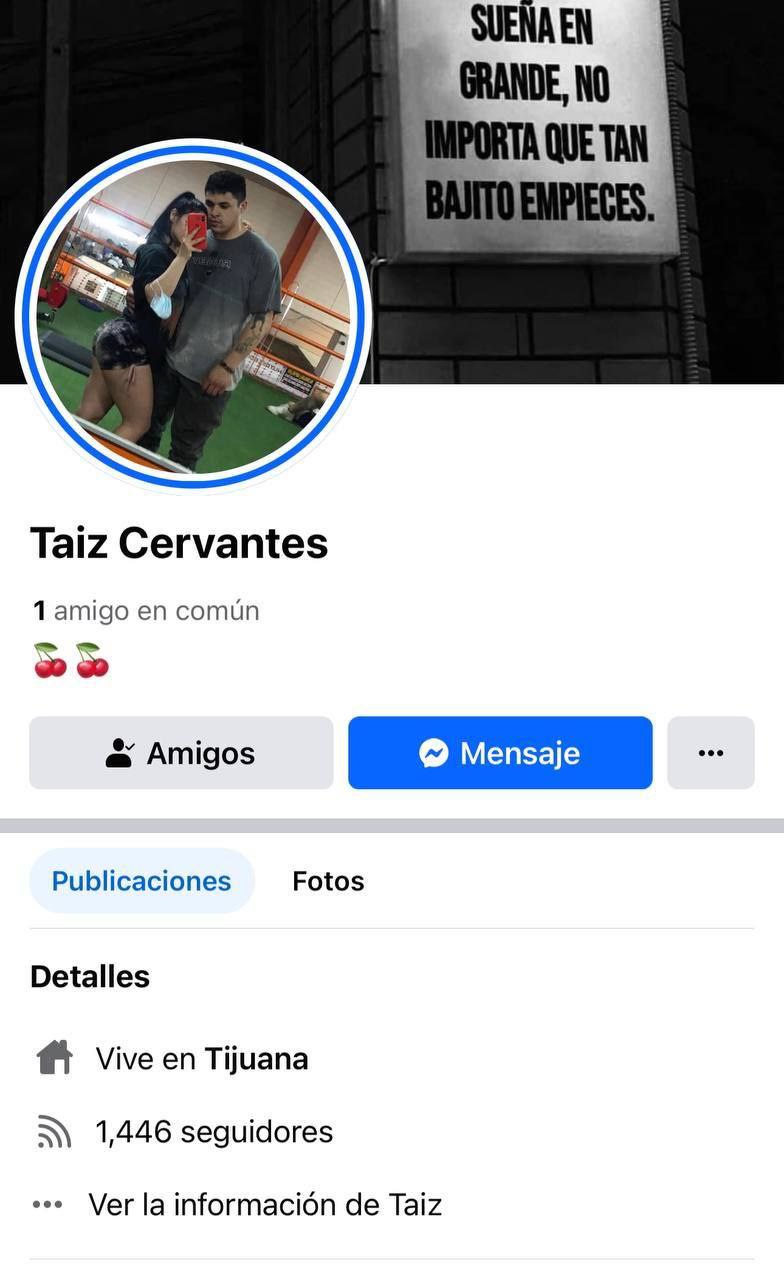 SUEÑA EN
GRANDE, NO
IMPORTA QUE TAN
BAJITO EMPIECES.
Taiz Cervantes
1 amigo en común
Amigos
Mensaje
Publicaciones
Fotos
Detalles
Vive en Tijuana
1,446 seguidores
Ver la información de Taiz